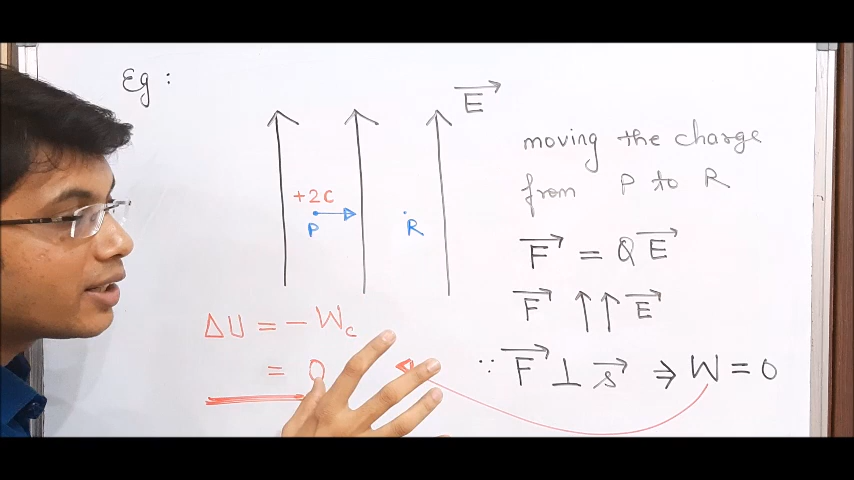 Eg :
E
moving the charge
from P to R
+2C
P
R
F = QE
F ↑↑ E
ΔU = -Wc
= 0
∵ F ⊥ s ⇒ W = 0